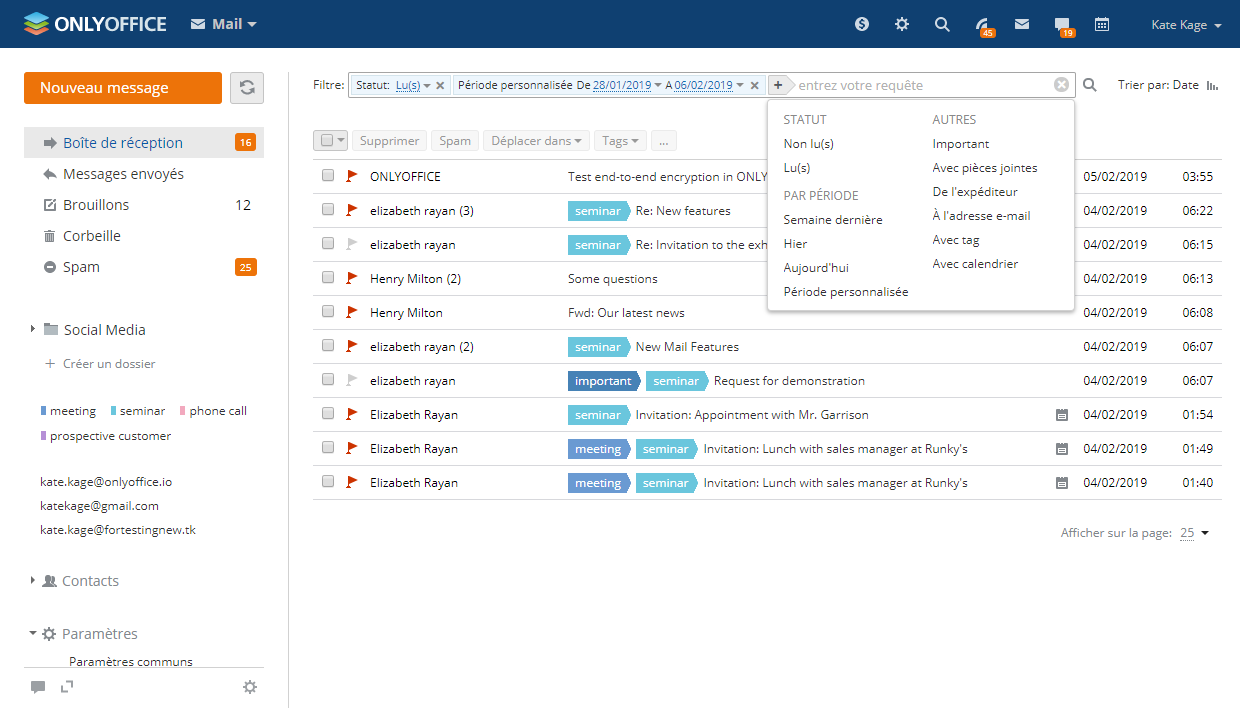 ONLYOFFICE Mail 45 19 Kate Kage
Nouveau message
Filtre: Statut: Lu(s) Période personnalisée De 28/01/2019 A 06/02/2019 + entrez votre requête Trier par: Date
Supprimer Spam Déplacer dans Tags ...
STATUT
Non lu(s)
Lu(s)
PAR PÉRIODE
Semaine dernière
Hier
Aujourd'hui
Période personnalisée
AUTRES
Important
Avec pièces jointes
De l'expéditeur
À l'adresse e-mail
Avec tag
Avec calendrier
Boîte de réception 16
Messages envoyés
Brouillons 12
Corbeille
Spam 25
Social Media
+ Créer un dossier
meeting seminar phone call
prospective customer
kate.kage@onlyoffice.io
katekage@gmail.com
kate.kage@fortestingnew.tk
Contacts
Paramètres
Paramètres communs
ONLYOFFICE Test end-to-end encryption in ONLY 05/02/2019 03:55
elizabeth rayan (3) seminar Re: New features 04/02/2019 06:22
elizabeth rayan seminar Re: Invitation to the exh 04/02/2019 06:15
Henry Milton (2) Some questions 04/02/2019 06:13
Henry Milton Fwd: Our latest news 04/02/2019 06:08
elizabeth rayan (2) seminar New Mail Features 04/02/2019 06:07
elizabeth rayan important seminar Request for demonstration 04/02/2019 06:07
Elizabeth Rayan seminar Invitation: Appointment with Mr. Garrison 04/02/2019 01:54
Elizabeth Rayan meeting seminar Invitation: Lunch with sales manager at Runky's 04/02/2019 01:49
Elizabeth Rayan meeting seminar Invitation: Lunch with sales manager at Runky's 04/02/2019 01:40
Afficher sur la page: 25